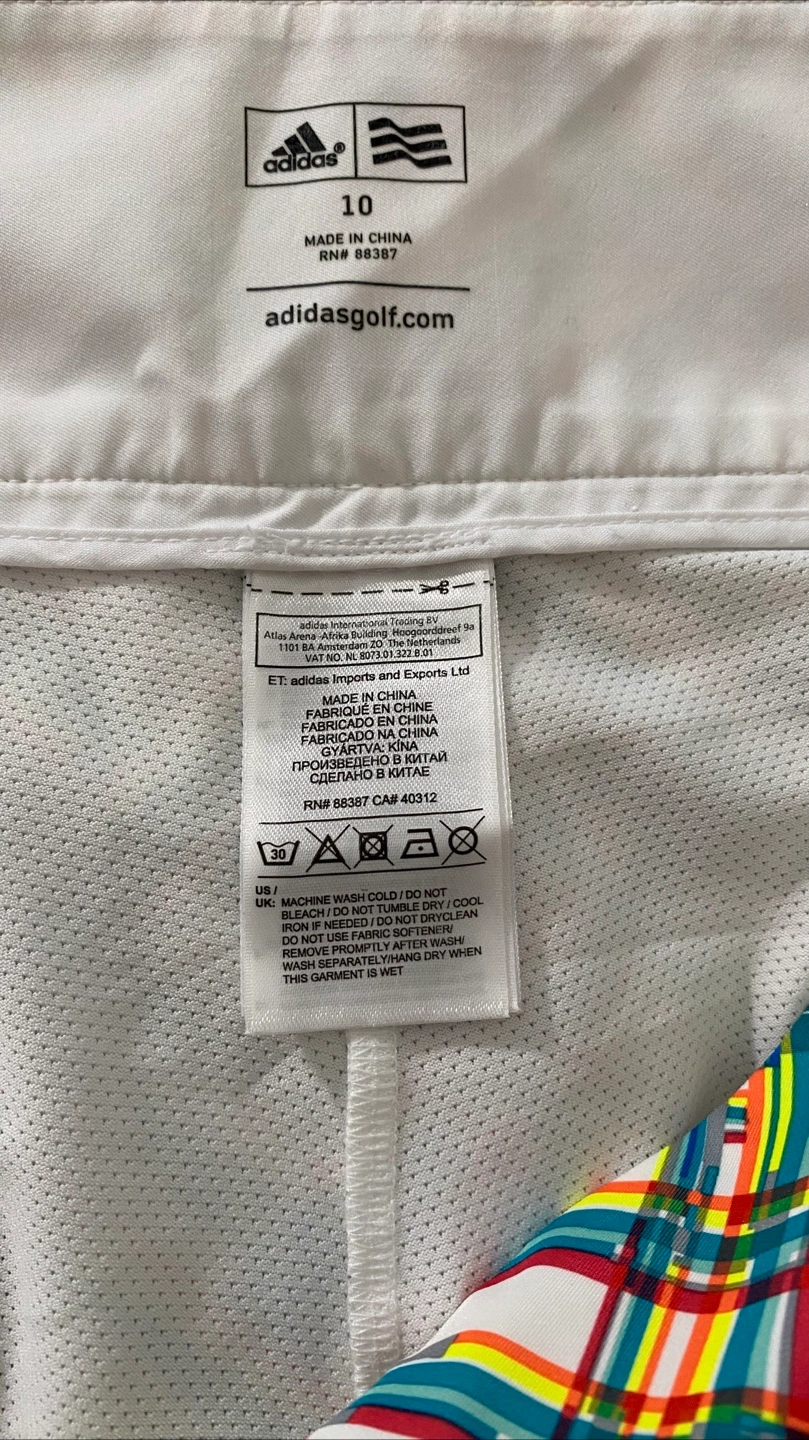 adidas®
10
MADE IN CHINA
RN# 88387
adidasgolf.com
adidas International Trading BV
Atlas Arena -Afrika Building Hoogoorddreef 9a
1101 BA Amsterdam ZO The Netherlands
VAT NO. NL 8073.01.322.B.01
ET: adidas Imports and Exports Ltd
MADE IN CHINA
FABRIQUÉ EN CHINE
FABRICADO EN CHINA
FABRICADO NA CHINA
GYÁRTVA: KÍNA
ПРОИЗВЕДЕНО В КИТАЙ
СДЕЛАНО В КИТАЕ
RN# 88387 CA# 40312
30
US /
UK: MACHINE WASH COLD / DO NOT
BLEACH / DO NOT TUMBLE DRY / COOL
IRON IF NEEDED / DO NOT DRYCLEAN
DO NOT USE FABRIC SOFTENER/
REMOVE PROMPTLY AFTER WASH/
WASH SEPARATELY/HANG DRY WHEN
THIS GARMENT IS WET